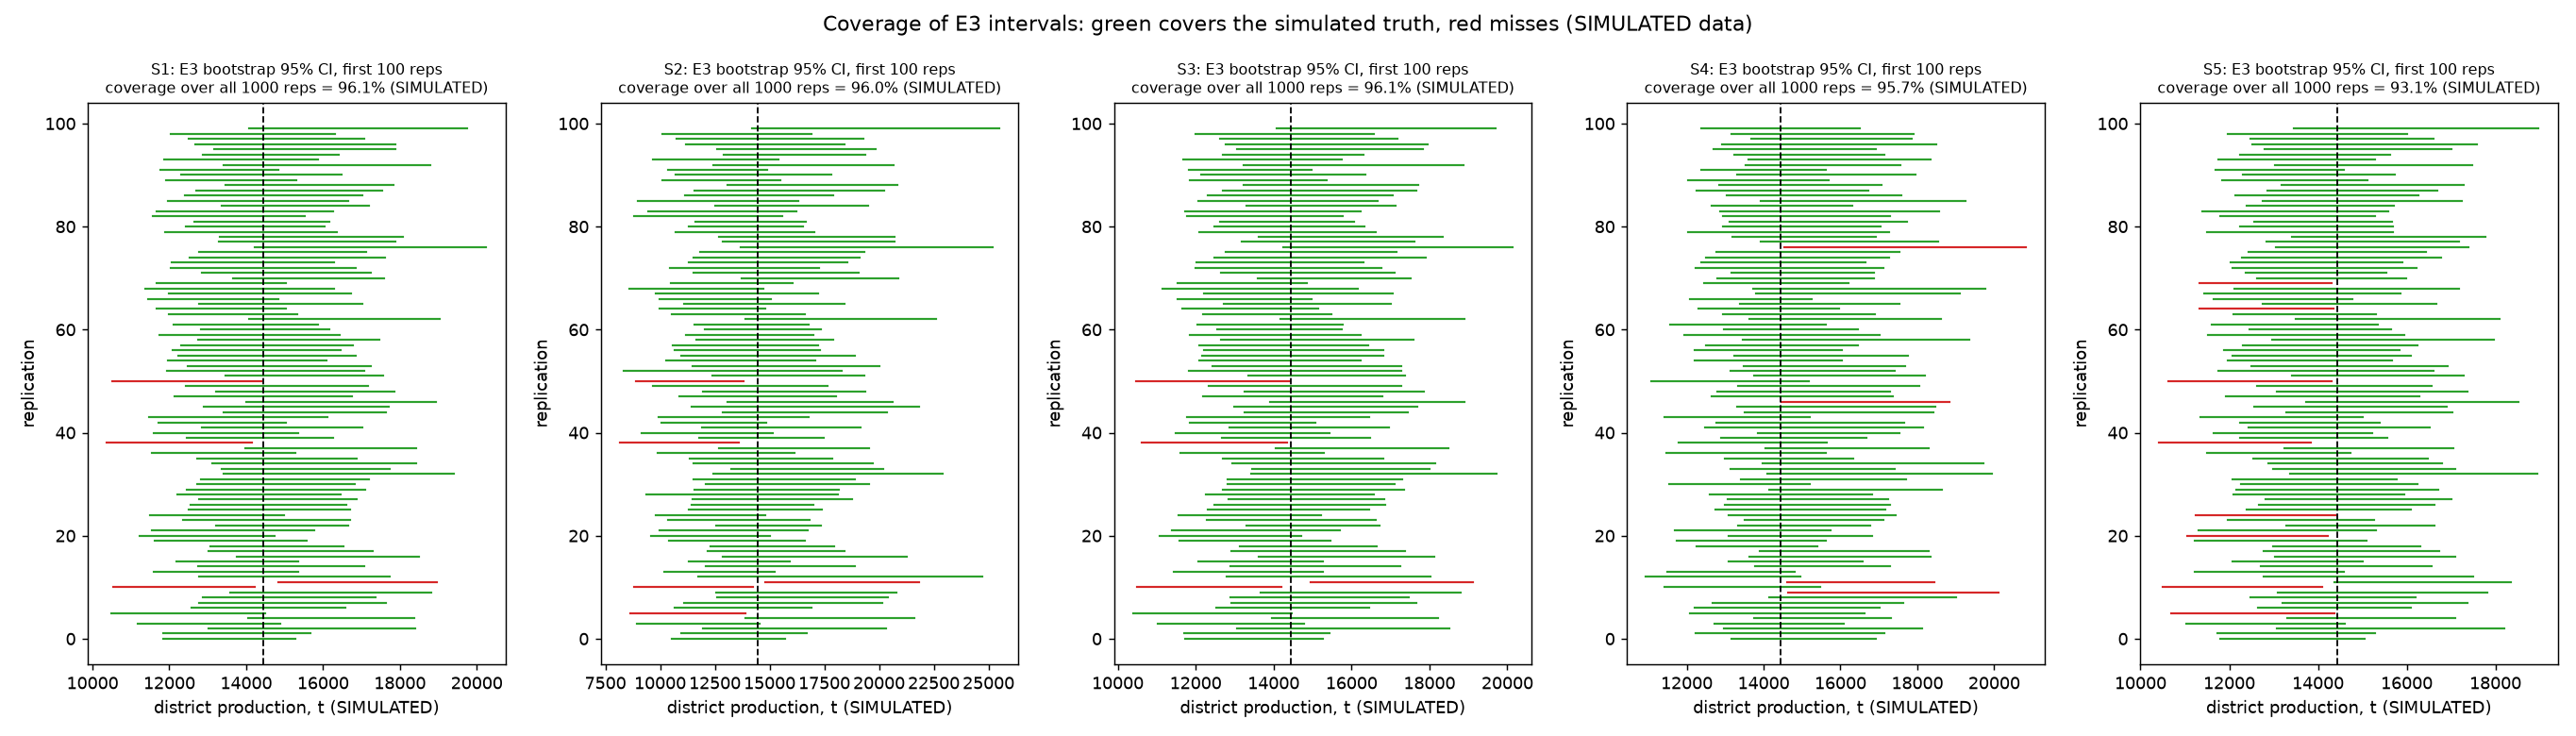 Coverage of E3 intervals: green covers the simulated truth, red misses (SIMULATED data)
S1: E3 bootstrap 95% CI, first 100 reps
coverage over all 1000 reps = 96.1% (SIMULATED)
100
80
60
40
20
0
replication
10000 12000 14000 16000 18000 20000
district production, t (SIMULATED)
S2: E3 bootstrap 95% CI, first 100 reps
coverage over all 1000 reps = 96.0% (SIMULATED)
100
80
60
40
20
0
replication
7500 10000 12500 15000 17500 20000 22500 25000
district production, t (SIMULATED)
S3: E3 bootstrap 95% CI, first 100 reps
coverage over all 1000 reps = 96.1% (SIMULATED)
100
80
60
40
20
0
replication
10000 12000 14000 16000 18000 20000
district production, t (SIMULATED)
S4: E3 bootstrap 95% CI, first 100 reps
coverage over all 1000 reps = 95.7% (SIMULATED)
100
80
60
40
20
0
replication
12000 14000 16000 18000 20000
district production, t (SIMULATED)
S5: E3 bootstrap 95% CI, first 100 reps
coverage over all 1000 reps = 93.1% (SIMULATED)
100
80
60
40
20
0
replication
10000 12000 14000 16000 18000
district production, t (SIMULATED)